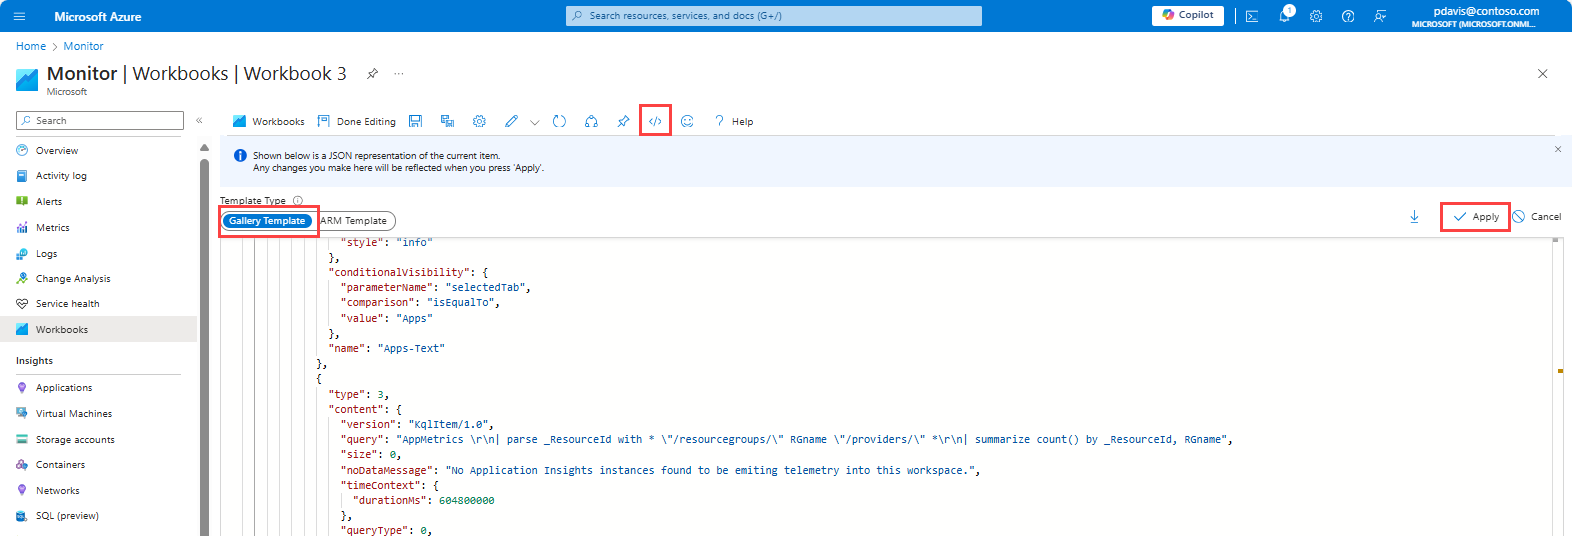 Microsoft Azure
Search resources, services, and docs (G+/)
Copilot
1
pdavis@contoso.com
MICROSOFT (MICROSOFT.ONMI...
Home > Monitor
Monitor | Workbooks | Workbook 3
Microsoft
Search
Workbooks
Done Editing
Help
Overview
Activity log
Alerts
Metrics
Logs
Change Analysis
Service health
Workbooks
Insights
Applications
Virtual Machines
Storage accounts
Containers
Networks
SQL (preview)
Shown below is a JSON representation of the current item.
Any changes you make here will be reflected when you press 'Apply'.
Template Type
Gallery Template
ARM Template
Apply
Cancel
"style": "info"
},
"conditionalVisibility": {
"parameterName": "selectedTab",
"comparison": "isEqualTo",
"value": "Apps"
},
"name": "Apps-Text"
},
{
"type": 3,
"content": {
"version": "KqlItem/1.0",
"query": "AppMetrics \r\n| parse _ResourceId with * \"/resourcegroups/\" RGname \"/providers/\" *\r\n| summarize count() by _ResourceId, RGname",
"size": 0,
"noDataMessage": "No Application Insights instances found to be emiting telemetry into this workspace.",
"timeContext": {
"durationMs": 604800000
},
"queryType": 0,